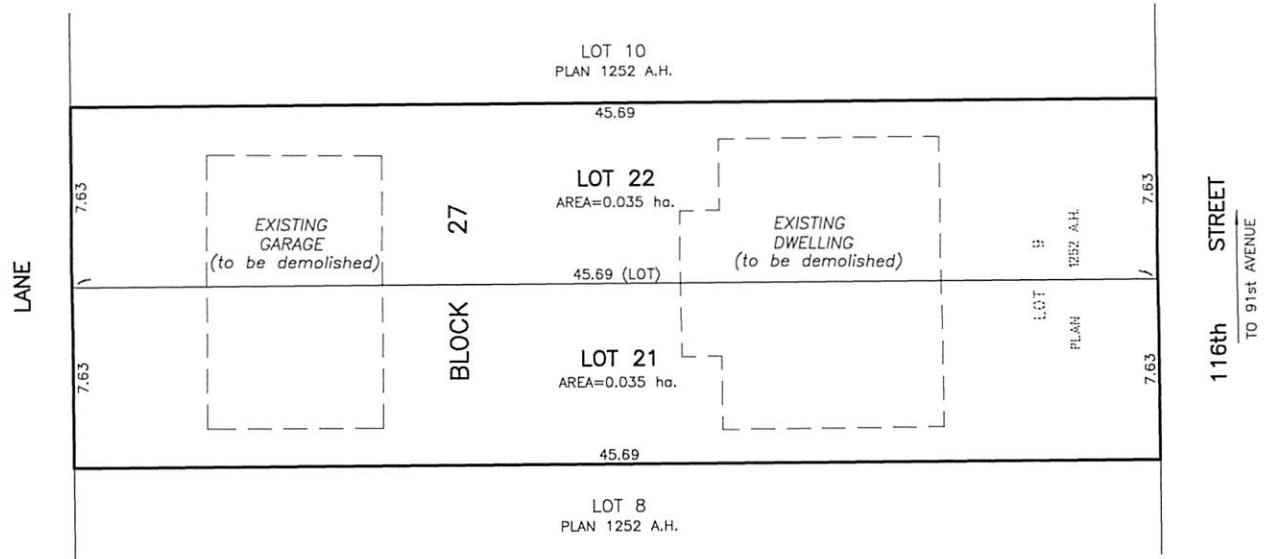 LOT 10
PLAN 1252 A.H.
45.69
7.63
LOT 22
AREA=0.035 ha.
7.63
EXISTING
GARAGE
(to be demolished)
BLOCK 27
EXISTING
DWELLING
(to be demolished)
LOT 9
PLAN 1252 A.H.
116th STREET
TO 91st AVENUE
LANE
45.69 (LOT)
7.63
LOT 21
AREA=0.035 ha.
7.63
45.69
LOT 8
PLAN 1252 A.H.